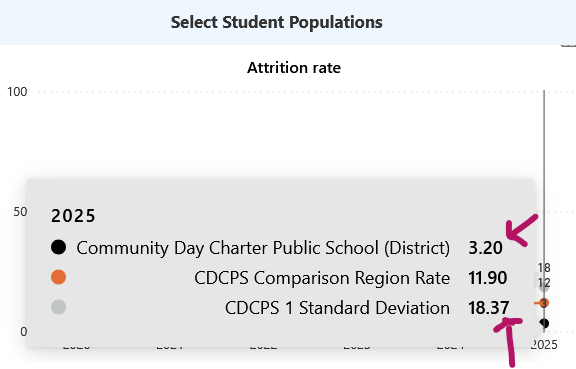 Select Student Populations
Attrition rate
100
50
2025
Community Day Charter Public School (District) 3.20
CDCPS Comparison Region Rate 11.90
CDCPS 1 Standard Deviation 18.37
18
12
3
0
2025